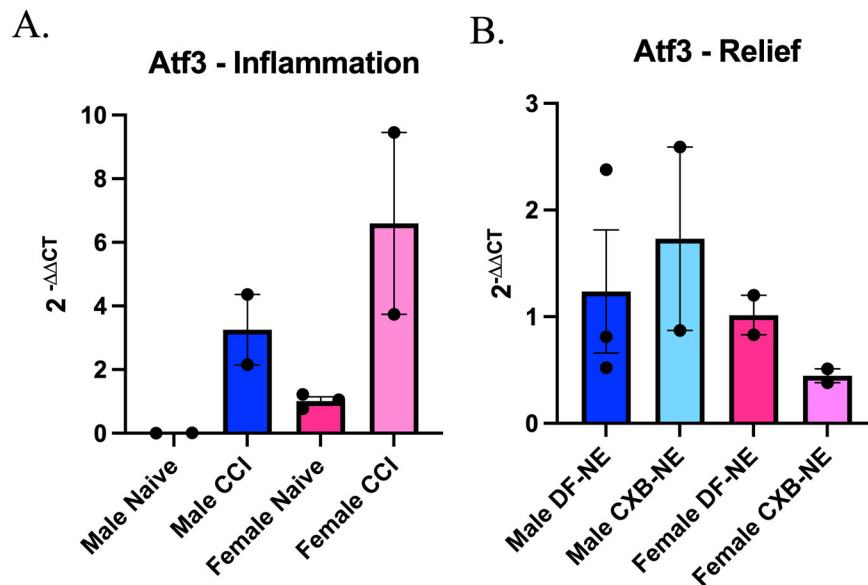 A.
Atf3 - Inflammation
10
8
6
4
2
0
2^-ΔΔCT
Male Naive
Male CCI
Female Naive
Female CCI
B.
Atf3 - Relief
3
2
1
0
2^-ΔΔCT
Male DF-NE
Male CXB-NE
Female DF-NE
Female CXB-NE